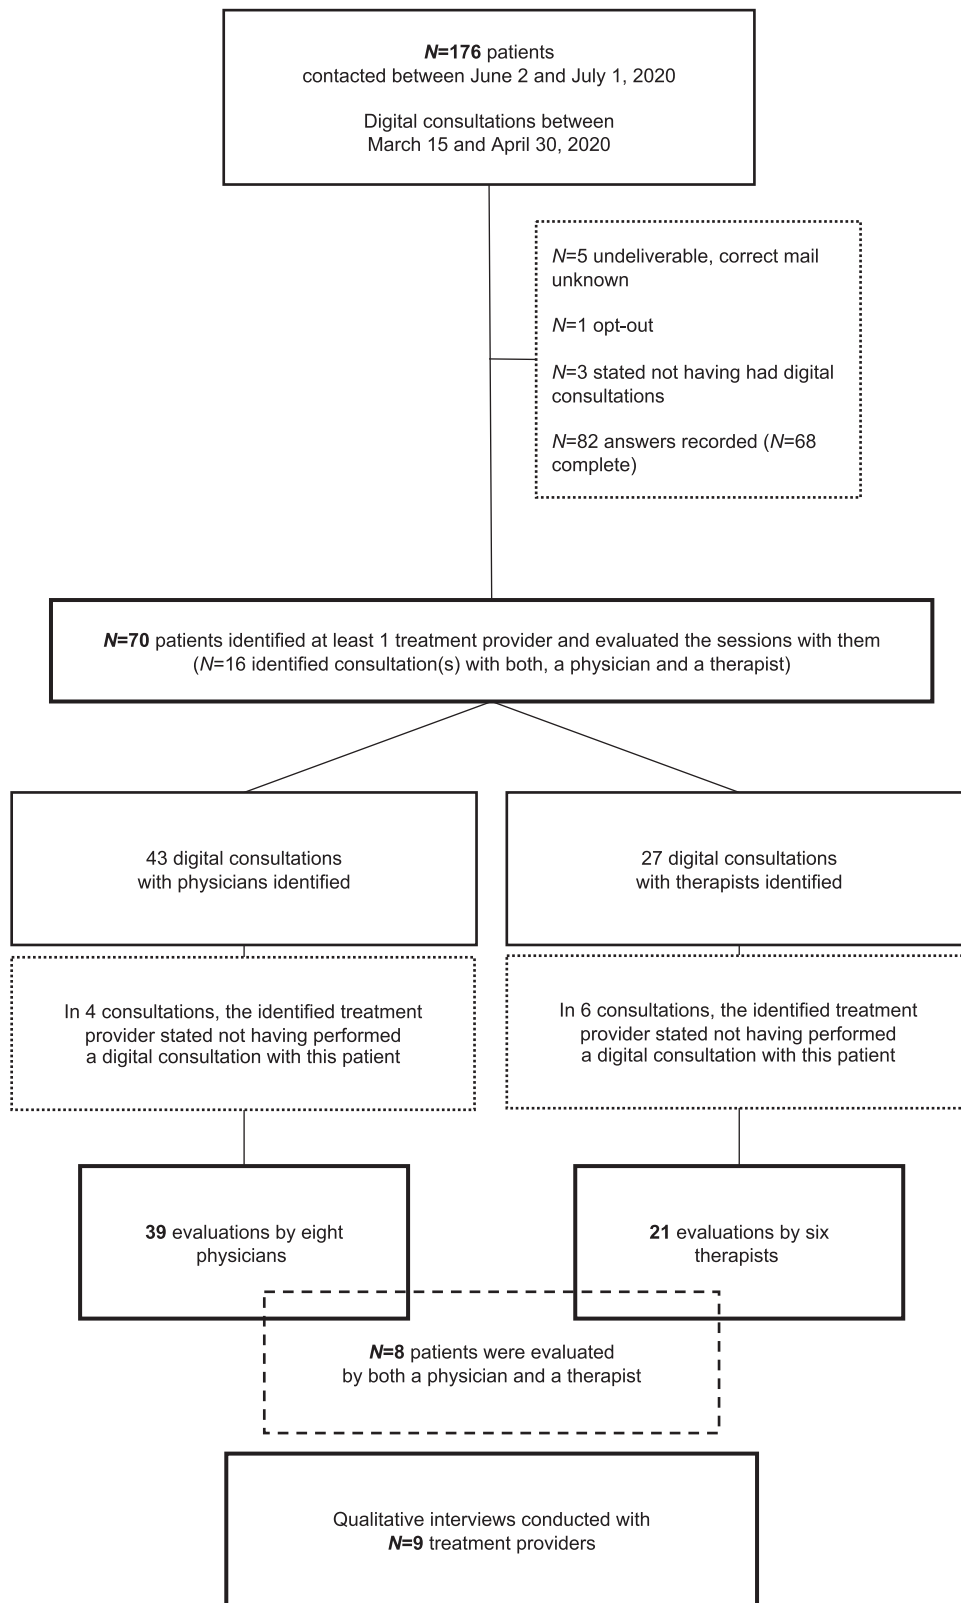 N=176 patients
contacted between June 2 and July 1, 2020
Digital consultations between
March 15 and April 30, 2020
N=5 undeliverable, correct mail
unknown
N=1 opt-out
N=3 stated not having had digital
consultations
N=82 answers recorded (N=68
complete)
N=70 patients identified at least 1 treatment provider and evaluated the sessions with them
(N=16 identified consultation(s) with both, a physician and a therapist)
43 digital consultations
with physicians identified
27 digital consultations
with therapists identified
In 4 consultations, the identified treatment
provider stated not having performed
a digital consultation with this patient
In 6 consultations, the identified treatment
provider stated not having performed
a digital consultation with this patient
39 evaluations by eight
physicians
21 evaluations by six
therapists
N=8 patients were evaluated
by both a physician and a therapist
Qualitative interviews conducted with
N=9 treatment providers